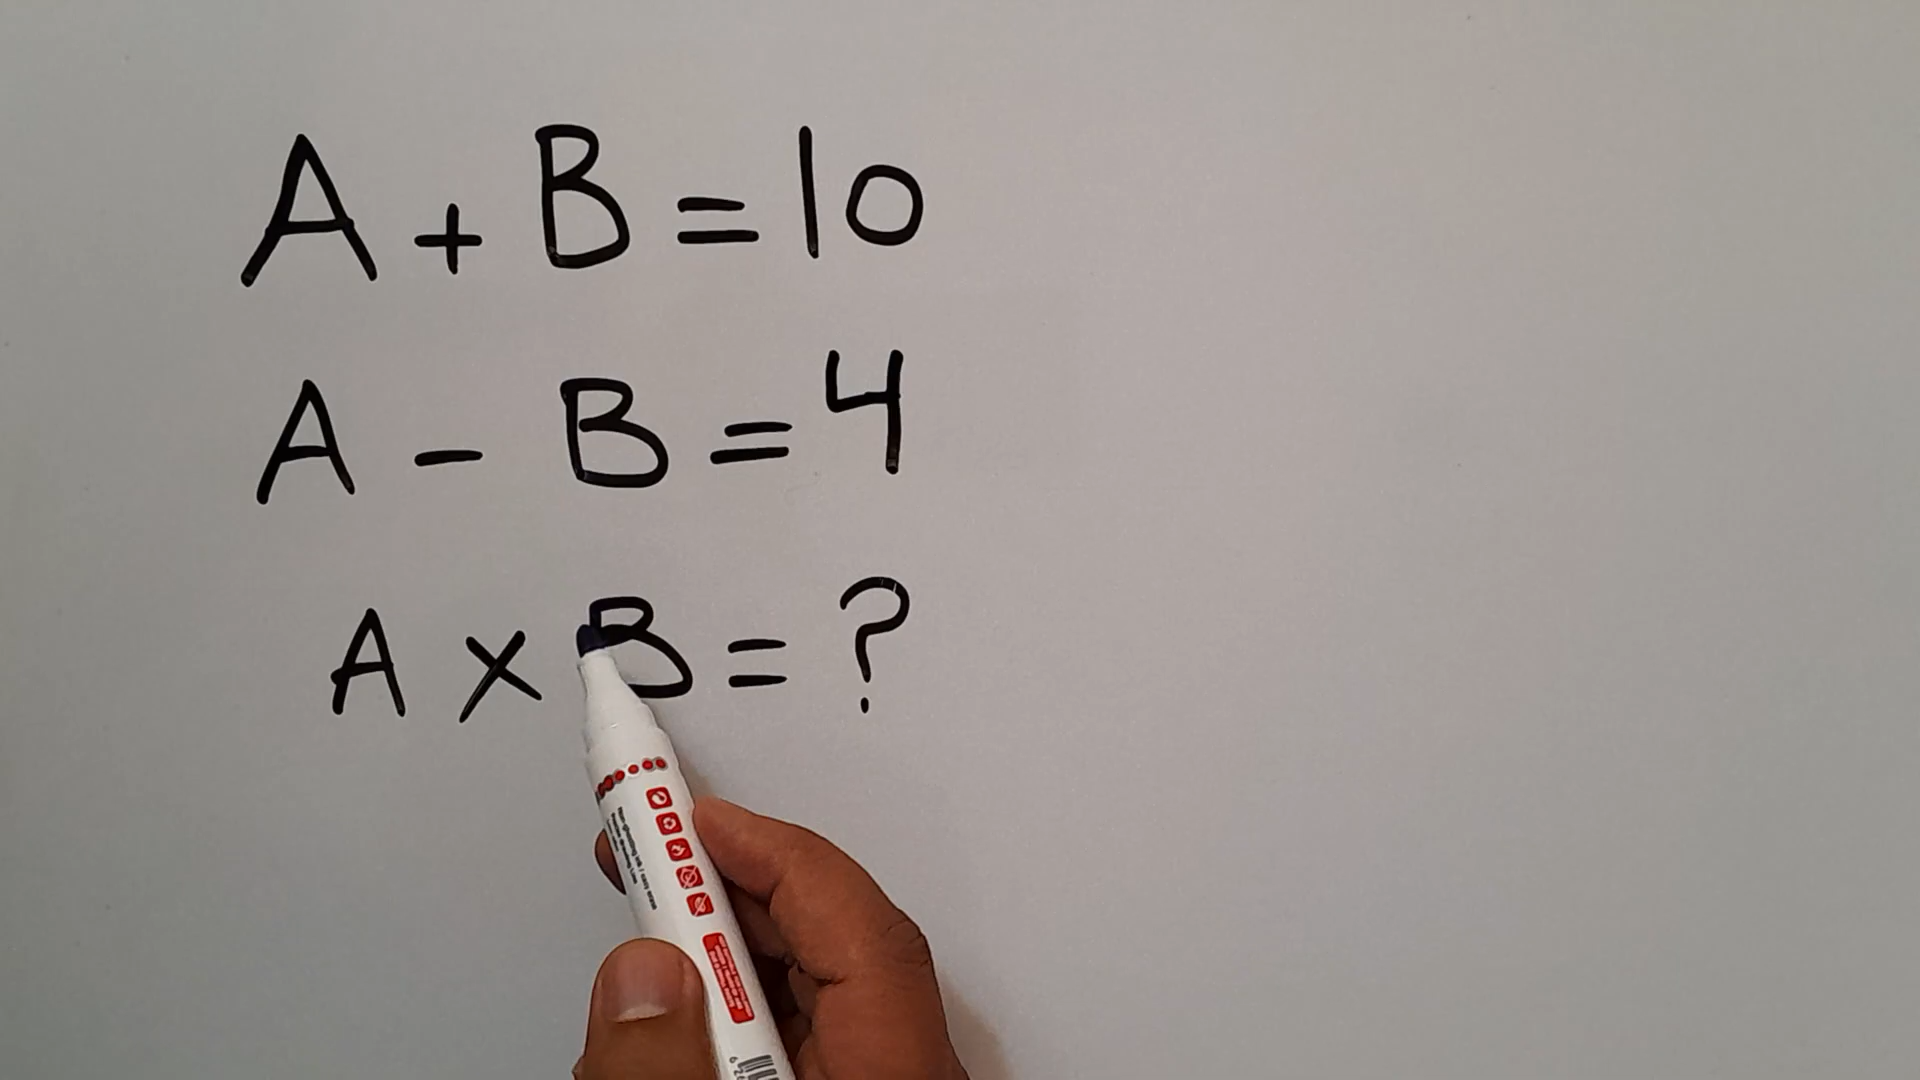 A + B = 10
A - B = 4
A × B = ?